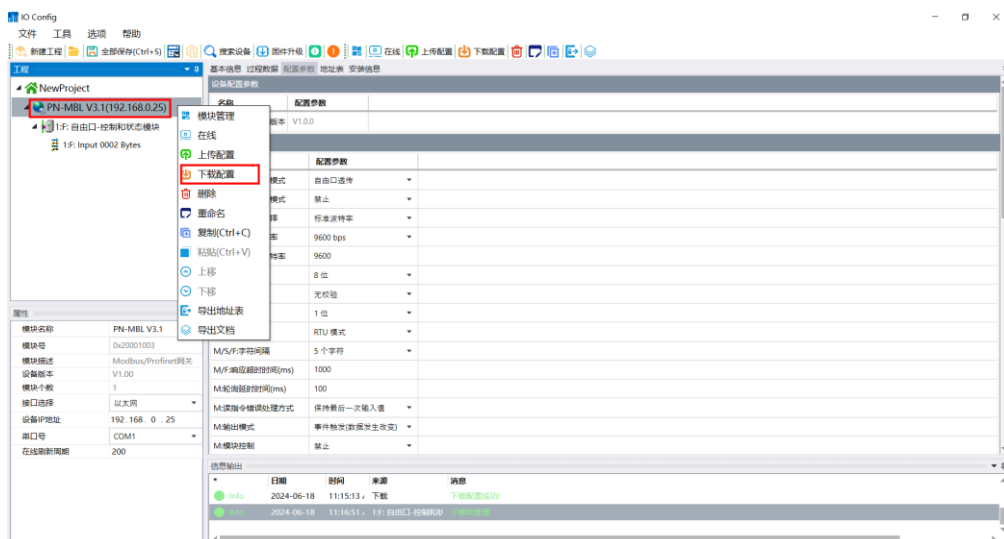 IO Config
文件 工具 选项 帮助
新建工程 全部保存(Ctrl+S) 搜索设备 固件升级 在线 上传配置 下载配置
工程
NewProject
PN-MBL V3.1(192.168.0.25)
1:F: 自由口-控制和状态模块
1:F: Input 0002 Bytes
模块管理
在线
上传配置
下载配置
删除
重命名
复制(Ctrl+C)
粘贴(Ctrl+V)
上移
下移
导出地址表
导出文档
属性
模块名称 PN-MBL V3.1
模块号 0x20001003
模块描述 Modbus/Profinet网关
设备版本 V1.00
模块个数 1
接口选择 以太网
设备IP地址 192.168. 0 . 25
串口号 COM1
在线刷新周期 200
基本信息 过程数据 配置参数 地址表 安装信息
设备配置参数
名称 配置参数
版本 V1.0.0
配置参数
模式 自由口透传
模式 禁止
择 标准波特率
率 9600 bps
特率 9600
8 位
无校验
1 位
RTU 模式
M/S/F:字符间隔 5 个字符
M/F:响应超时时间(ms) 1000
M:轮询延时时间(ms) 100
M:读指令错误处理方式 保持最后一次输入值
M:输出模式 事件触发(数据发生改变)
M:模块控制 禁止
信息输出
* 日期 时间 来源 消息
Info 2024-06-18 11:15:13 下载 下载配置成功!
Info 2024-06-18 11:16:51 1:F: 自由口-控制和